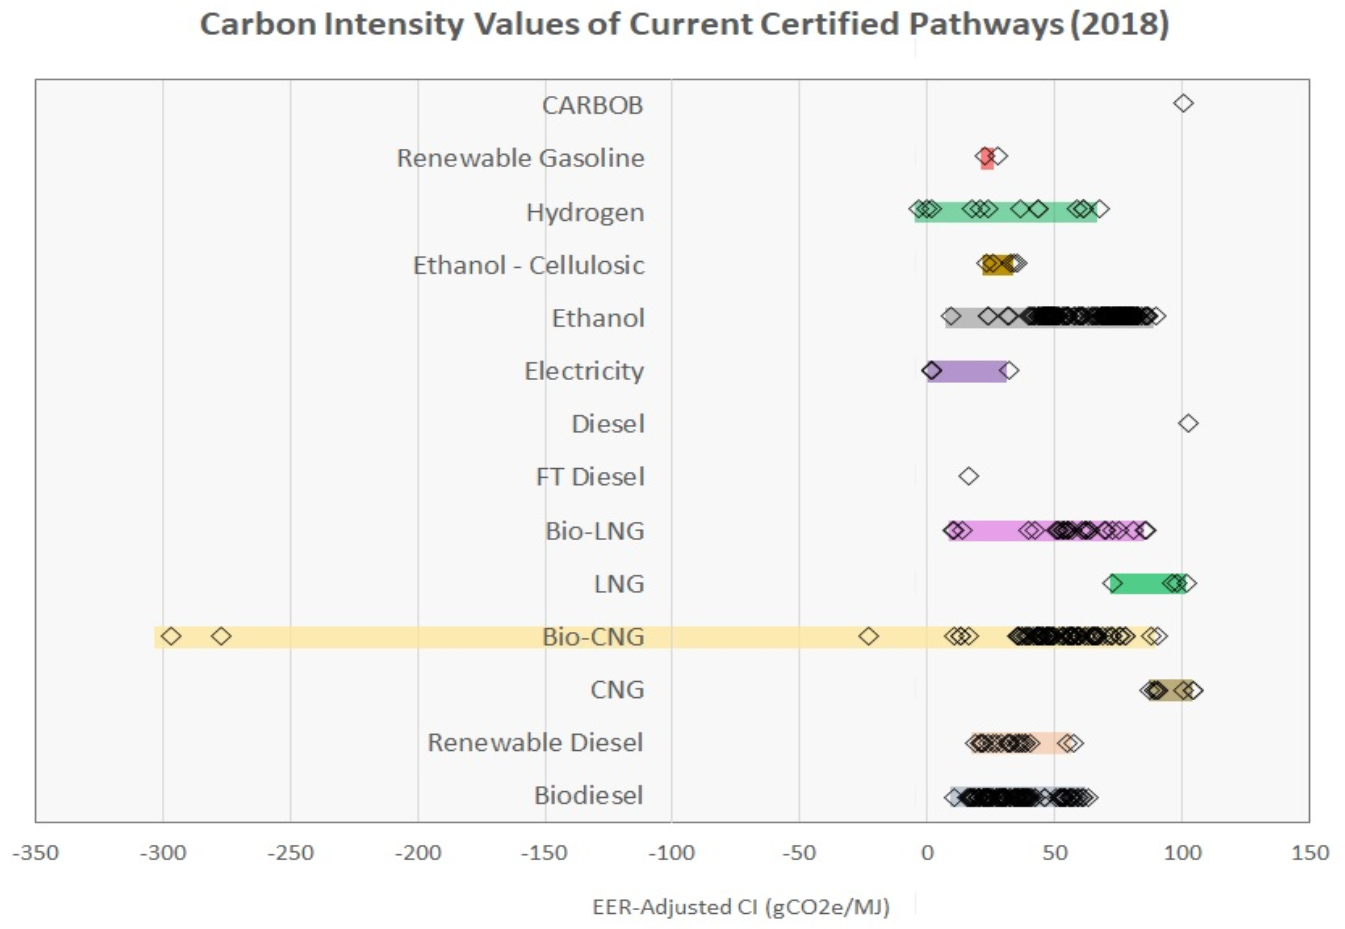 Carbon Intensity Values of Current Certified Pathways (2018)
CARBOB
Renewable Gasoline
Hydrogen
Ethanol - Cellulosic
Ethanol
Electricity
Diesel
FT Diesel
Bio-LNG
LNG
Bio-CNG
CNG
Renewable Diesel
Biodiesel
-350 -300 -250 -200 -150 -100 -50 0 50 100 150
EER-Adjusted CI (gCO2e/MJ)